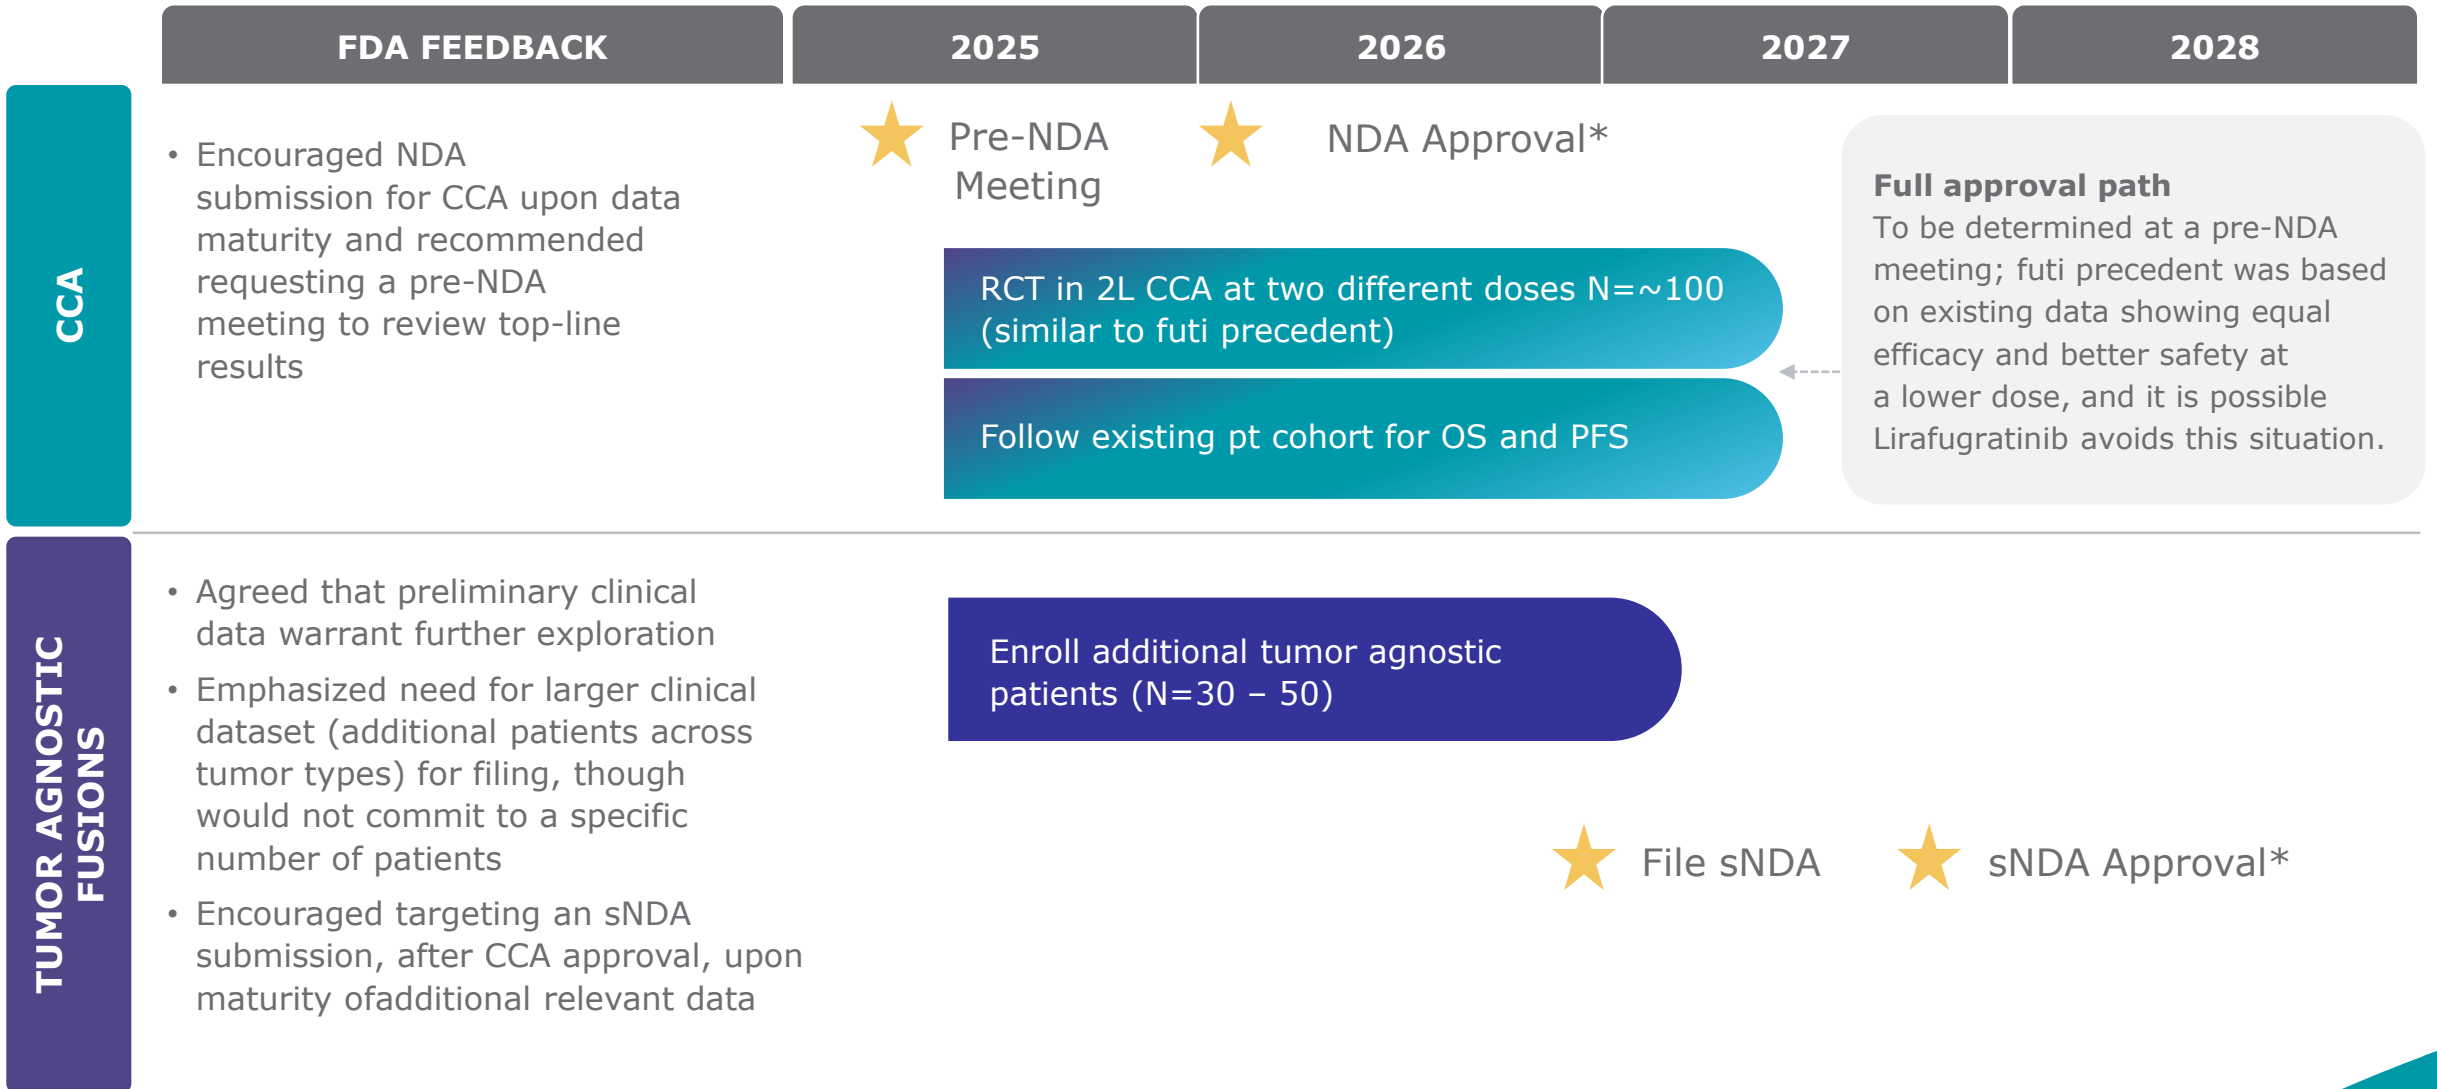 FDA FEEDBACK
2025
2026
2027
2028
CCA
• Encouraged NDA
submission for CCA upon data
maturity and recommended
requesting a pre-NDA
meeting to review top-line
results
Pre-NDA
Meeting
NDA Approval*
RCT in 2L CCA at two different doses N=~100
(similar to futi precedent)
Follow existing pt cohort for OS and PFS
Full approval path
To be determined at a pre-NDA
meeting; futi precedent was based
on existing data showing equal
efficacy and better safety at
a lower dose, and it is possible
Lirafugratinib avoids this situation.
TUMOR AGNOSTIC
FUSIONS
• Agreed that preliminary clinical
data warrant further exploration
• Emphasized need for larger clinical
dataset (additional patients across
tumor types) for filing, though
would not commit to a specific
number of patients
• Encouraged targeting an sNDA
submission, after CCA approval, upon
maturity ofadditional relevant data
Enroll additional tumor agnostic
patients (N=30 – 50)
File sNDA
sNDA Approval*